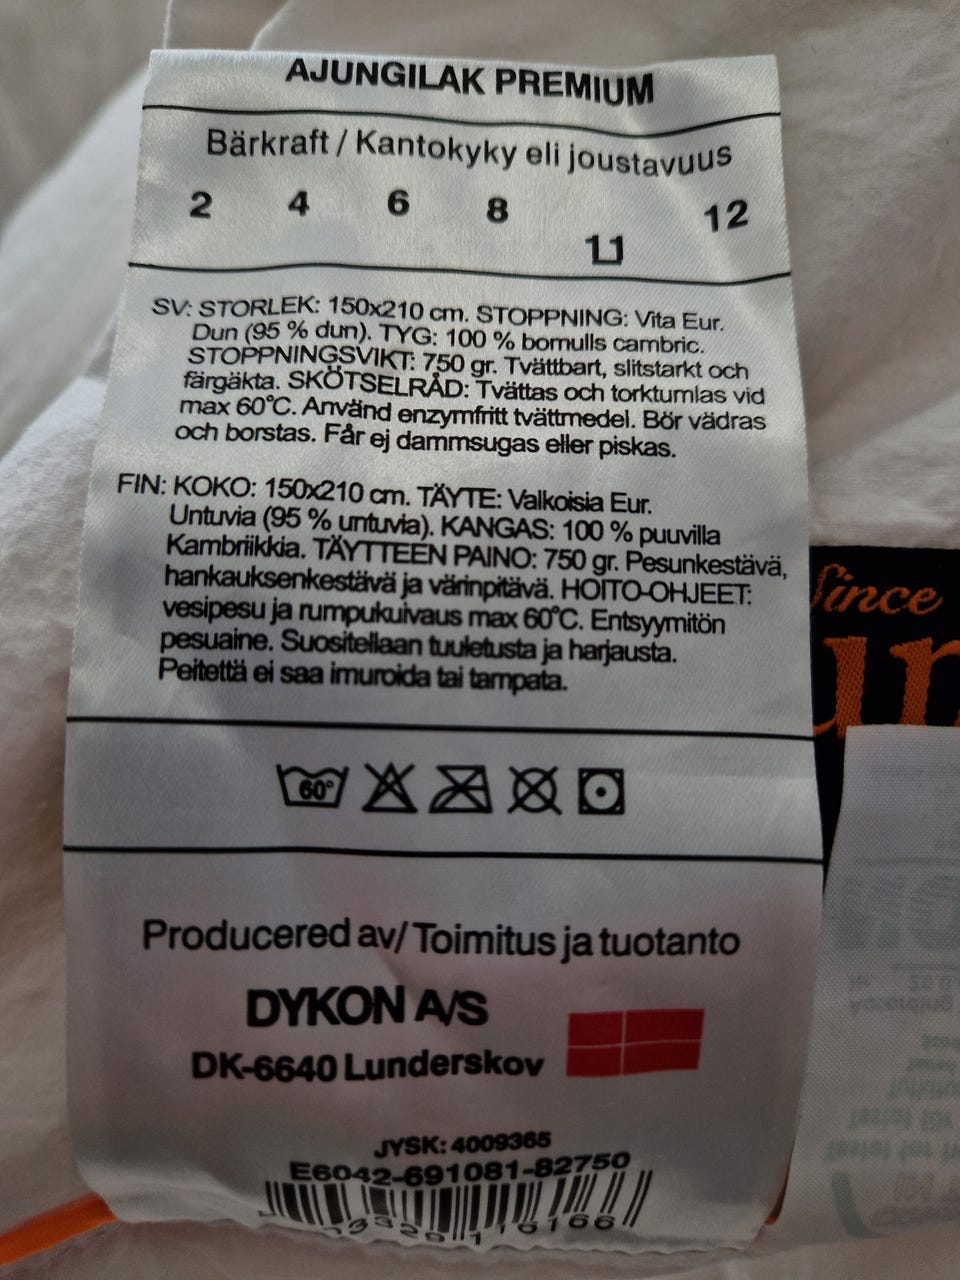 AJUNGILAK PREMIUM
Bärkraft / Kantokyky eli joustavuus
2 4 6 8 11 12
SV: STORLEK: 150x210 cm. STOPPNING: Vita Eur.
Dun (95 % dun). TYG: 100 % bomulls cambric.
STOPPNINGSVIKT: 750 gr. Tvättbart, slitstarkt och
färgäkta. SKÖTSELRÅD: Tvättas och torktumlas vid
max 60°C. Använd enzymfritt tvättmedel. Bör vädras
och borstas. Får ej dammsugas eller piskas.
FIN: KOKO: 150x210 cm. TÄYTE: Valkoisia Eur.
Untuvia (95 % untuvia). KANGAS: 100 % puuvilla
Kambriikkia. TÄYTTEEN PAINO: 750 gr. Pesunkestävä,
hankauksenkestävä ja värinpitävä. HOITO-OHJEET:
vesipesu ja rumpukuivaus max 60°C. Entsyymitön
pesuaine. Suositellaan tuuletusta ja harjausta.
Peitettä ei saa imuroida tai tampata.
60°
Producered av/ Toimitus ja tuotanto
DYKON A/S
DK-6640 Lunderskov
JYSK: 4009365
E6042-691081-82750
Since